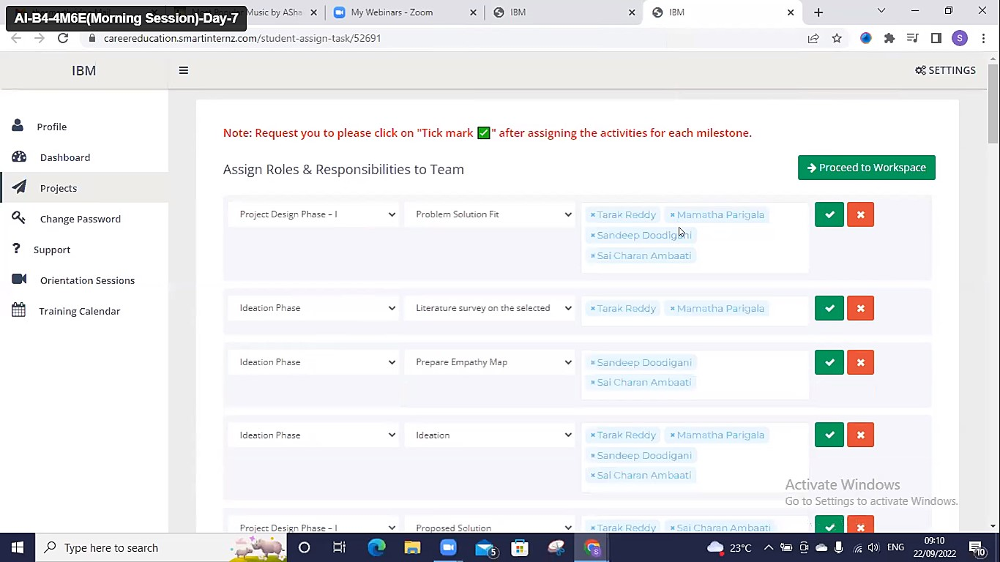 AI-B4-4M6E(Morning Session)-Day-7
Music by ASha
My Webinars - Zoom
IBM
IBM
careereducation.smartinternz.com/student-assign-task/52691
S
IBM
SETTINGS
Profile
Dashboard
Projects
Change Password
Support
Orientation Sessions
Training Calendar
Note: Request you to please click on "Tick mark ✅" after assigning the activities for each milestone.
Assign Roles & Responsibilities to Team
Proceed to Workspace
Project Design Phase – I
Problem Solution Fit
× Tarak Reddy × Mamatha Parigala
× Sandeep Doodigani
× Sai Charan Ambaati
Ideation Phase
Literature survey on the selected
× Tarak Reddy × Mamatha Parigala
Ideation Phase
Prepare Empathy Map
× Sandeep Doodigani
× Sai Charan Ambaati
Ideation Phase
Ideation
× Tarak Reddy × Mamatha Parigala
× Sandeep Doodigani
× Sai Charan Ambaati
Project Design Phase – I
Proposed Solution
× Tarak Reddy × Sai Charan Ambaati
Activate Windows
Go to Settings to activate Windows.
Type here to search
5
23°C
ENG
09:10
22/09/2022
10